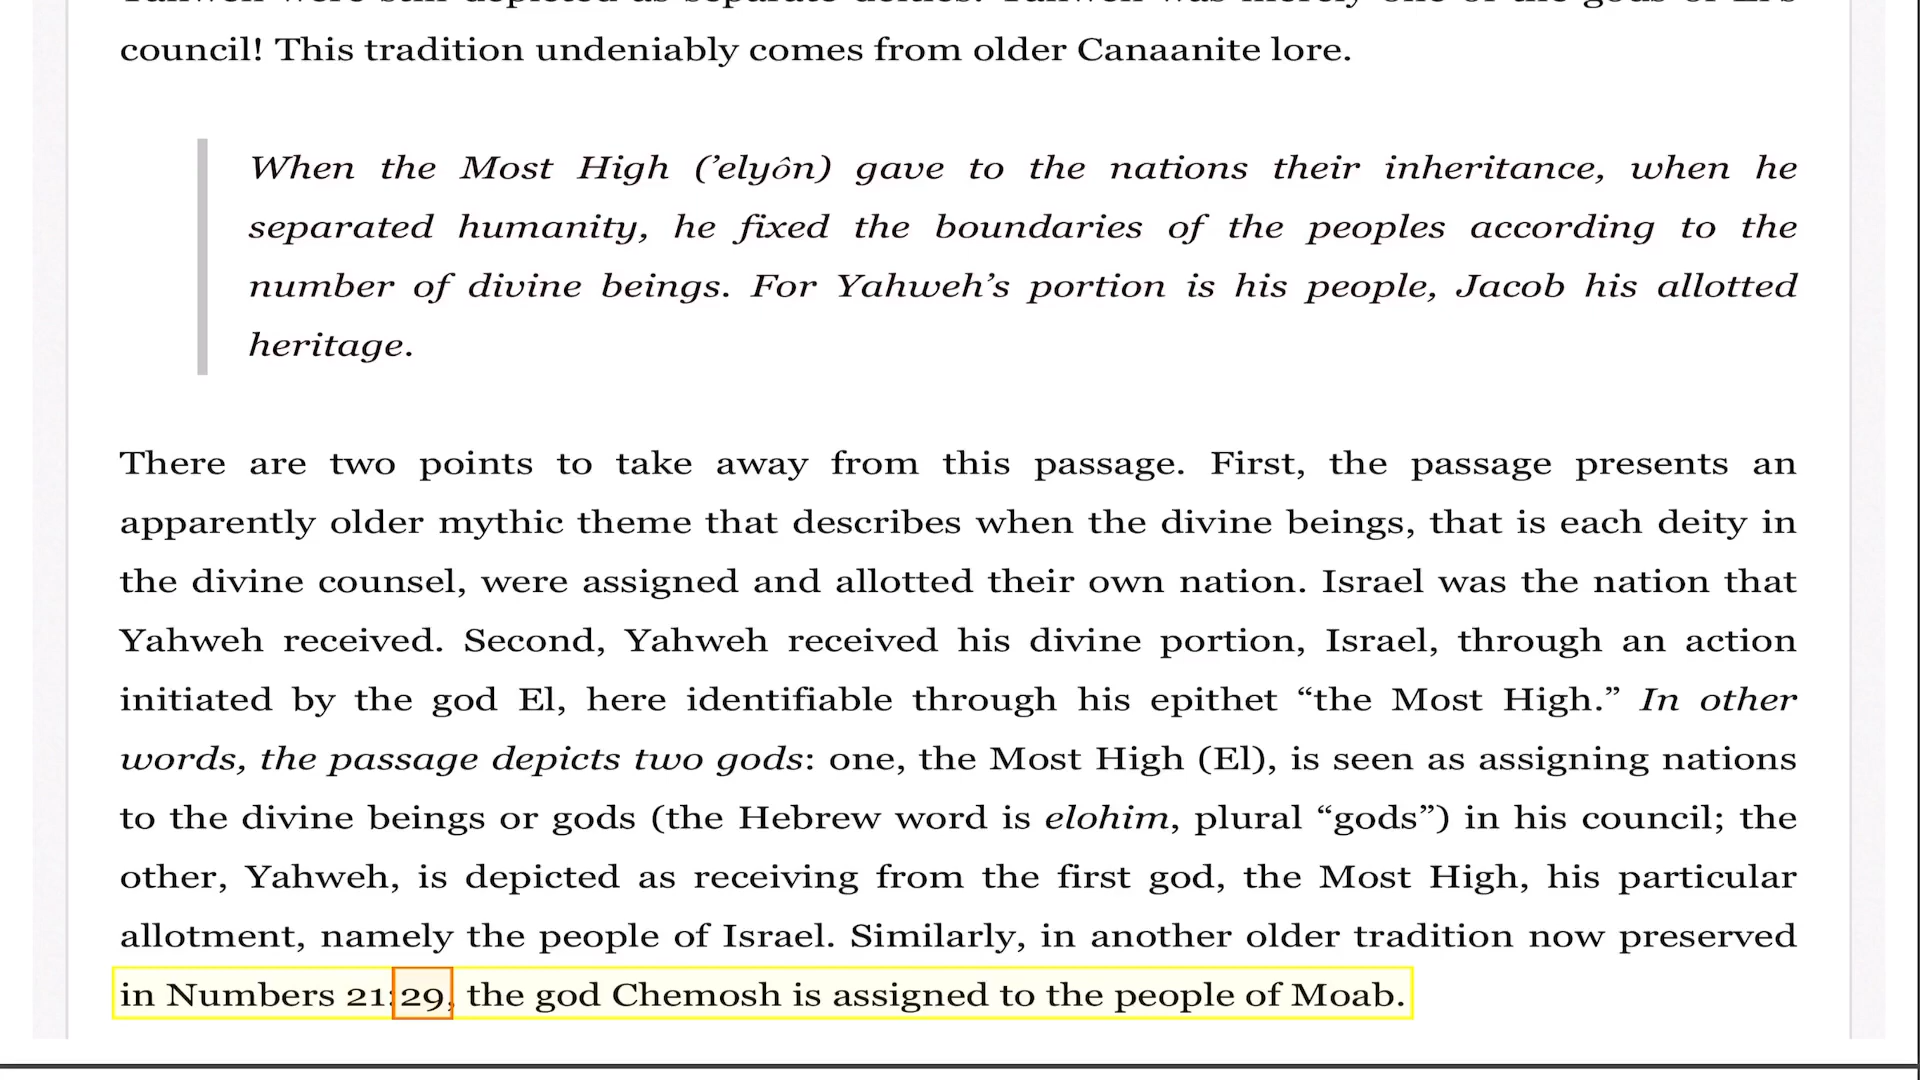 council! This tradition undeniably comes from older Canaanite lore.
When the Most High (’elyôn) gave to the nations their inheritance, when he
separated humanity, he fixed the boundaries of the peoples according to the
number of divine beings. For Yahweh’s portion is his people, Jacob his allotted
heritage.
There are two points to take away from this passage. First, the passage presents an
apparently older mythic theme that describes when the divine beings, that is each deity in
the divine counsel, were assigned and allotted their own nation. Israel was the nation that
Yahweh received. Second, Yahweh received his divine portion, Israel, through an action
initiated by the god El, here identifiable through his epithet “the Most High.” In other
words, the passage depicts two gods: one, the Most High (El), is seen as assigning nations
to the divine beings or gods (the Hebrew word is elohim, plural “gods”) in his council; the
other, Yahweh, is depicted as receiving from the first god, the Most High, his particular
allotment, namely the people of Israel. Similarly, in another older tradition now preserved
in Numbers 21:29, the god Chemosh is assigned to the people of Moab.